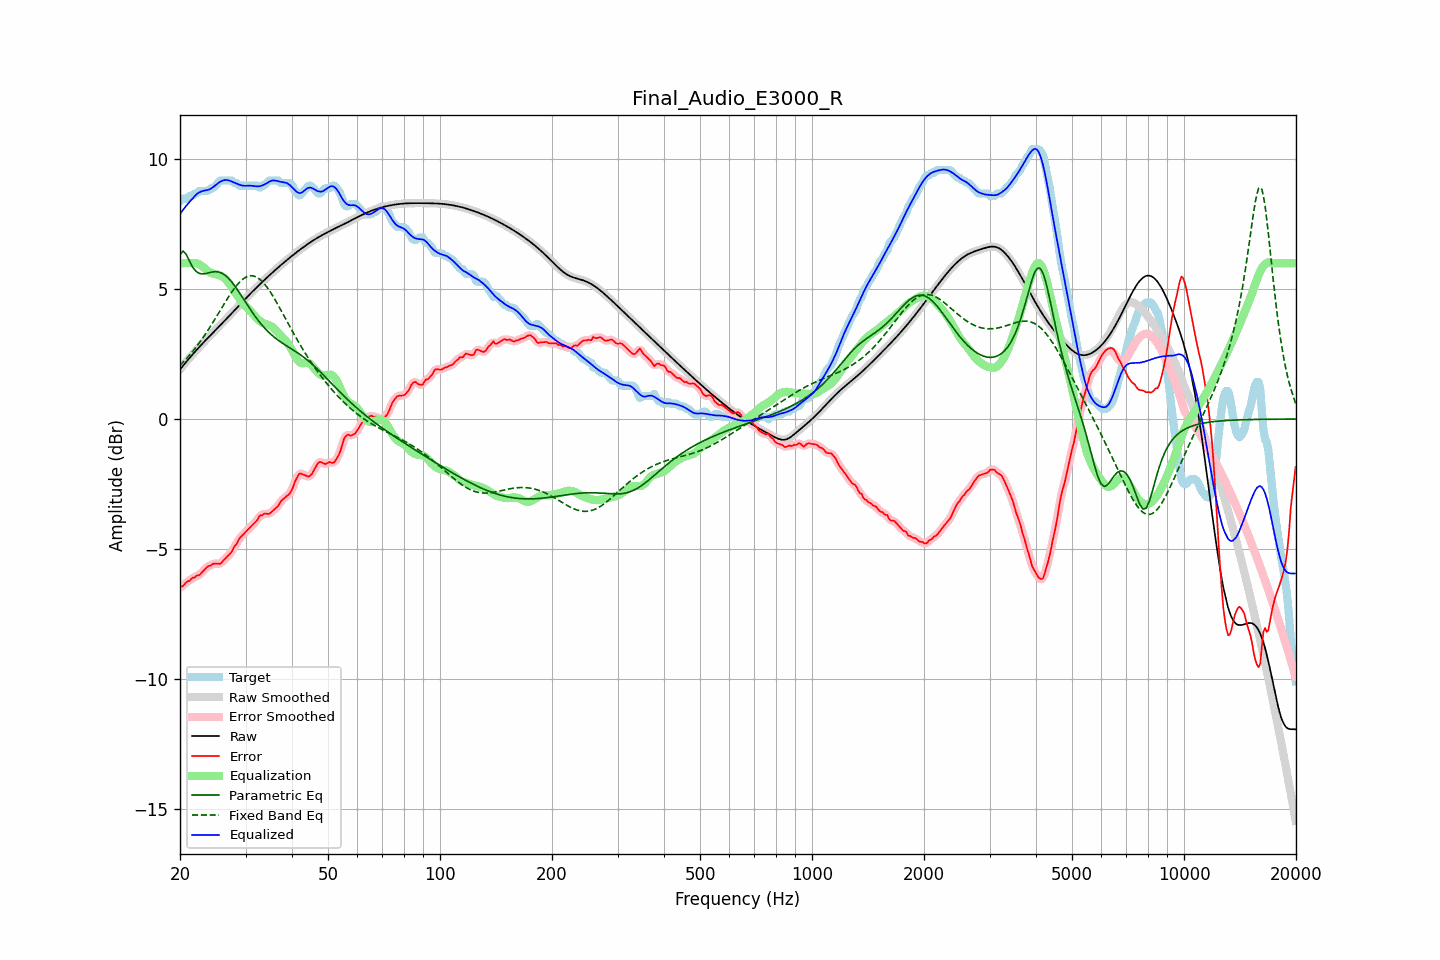 Final_Audio_E3000_R
Amplitude (dBr)
10
5
0
−5
−10
−15
Target
Raw Smoothed
Error Smoothed
Raw
Error
Equalization
Parametric Eq
Fixed Band Eq
Equalized
20 50 100 200 500 1000 2000 5000 10000 20000
Frequency (Hz)